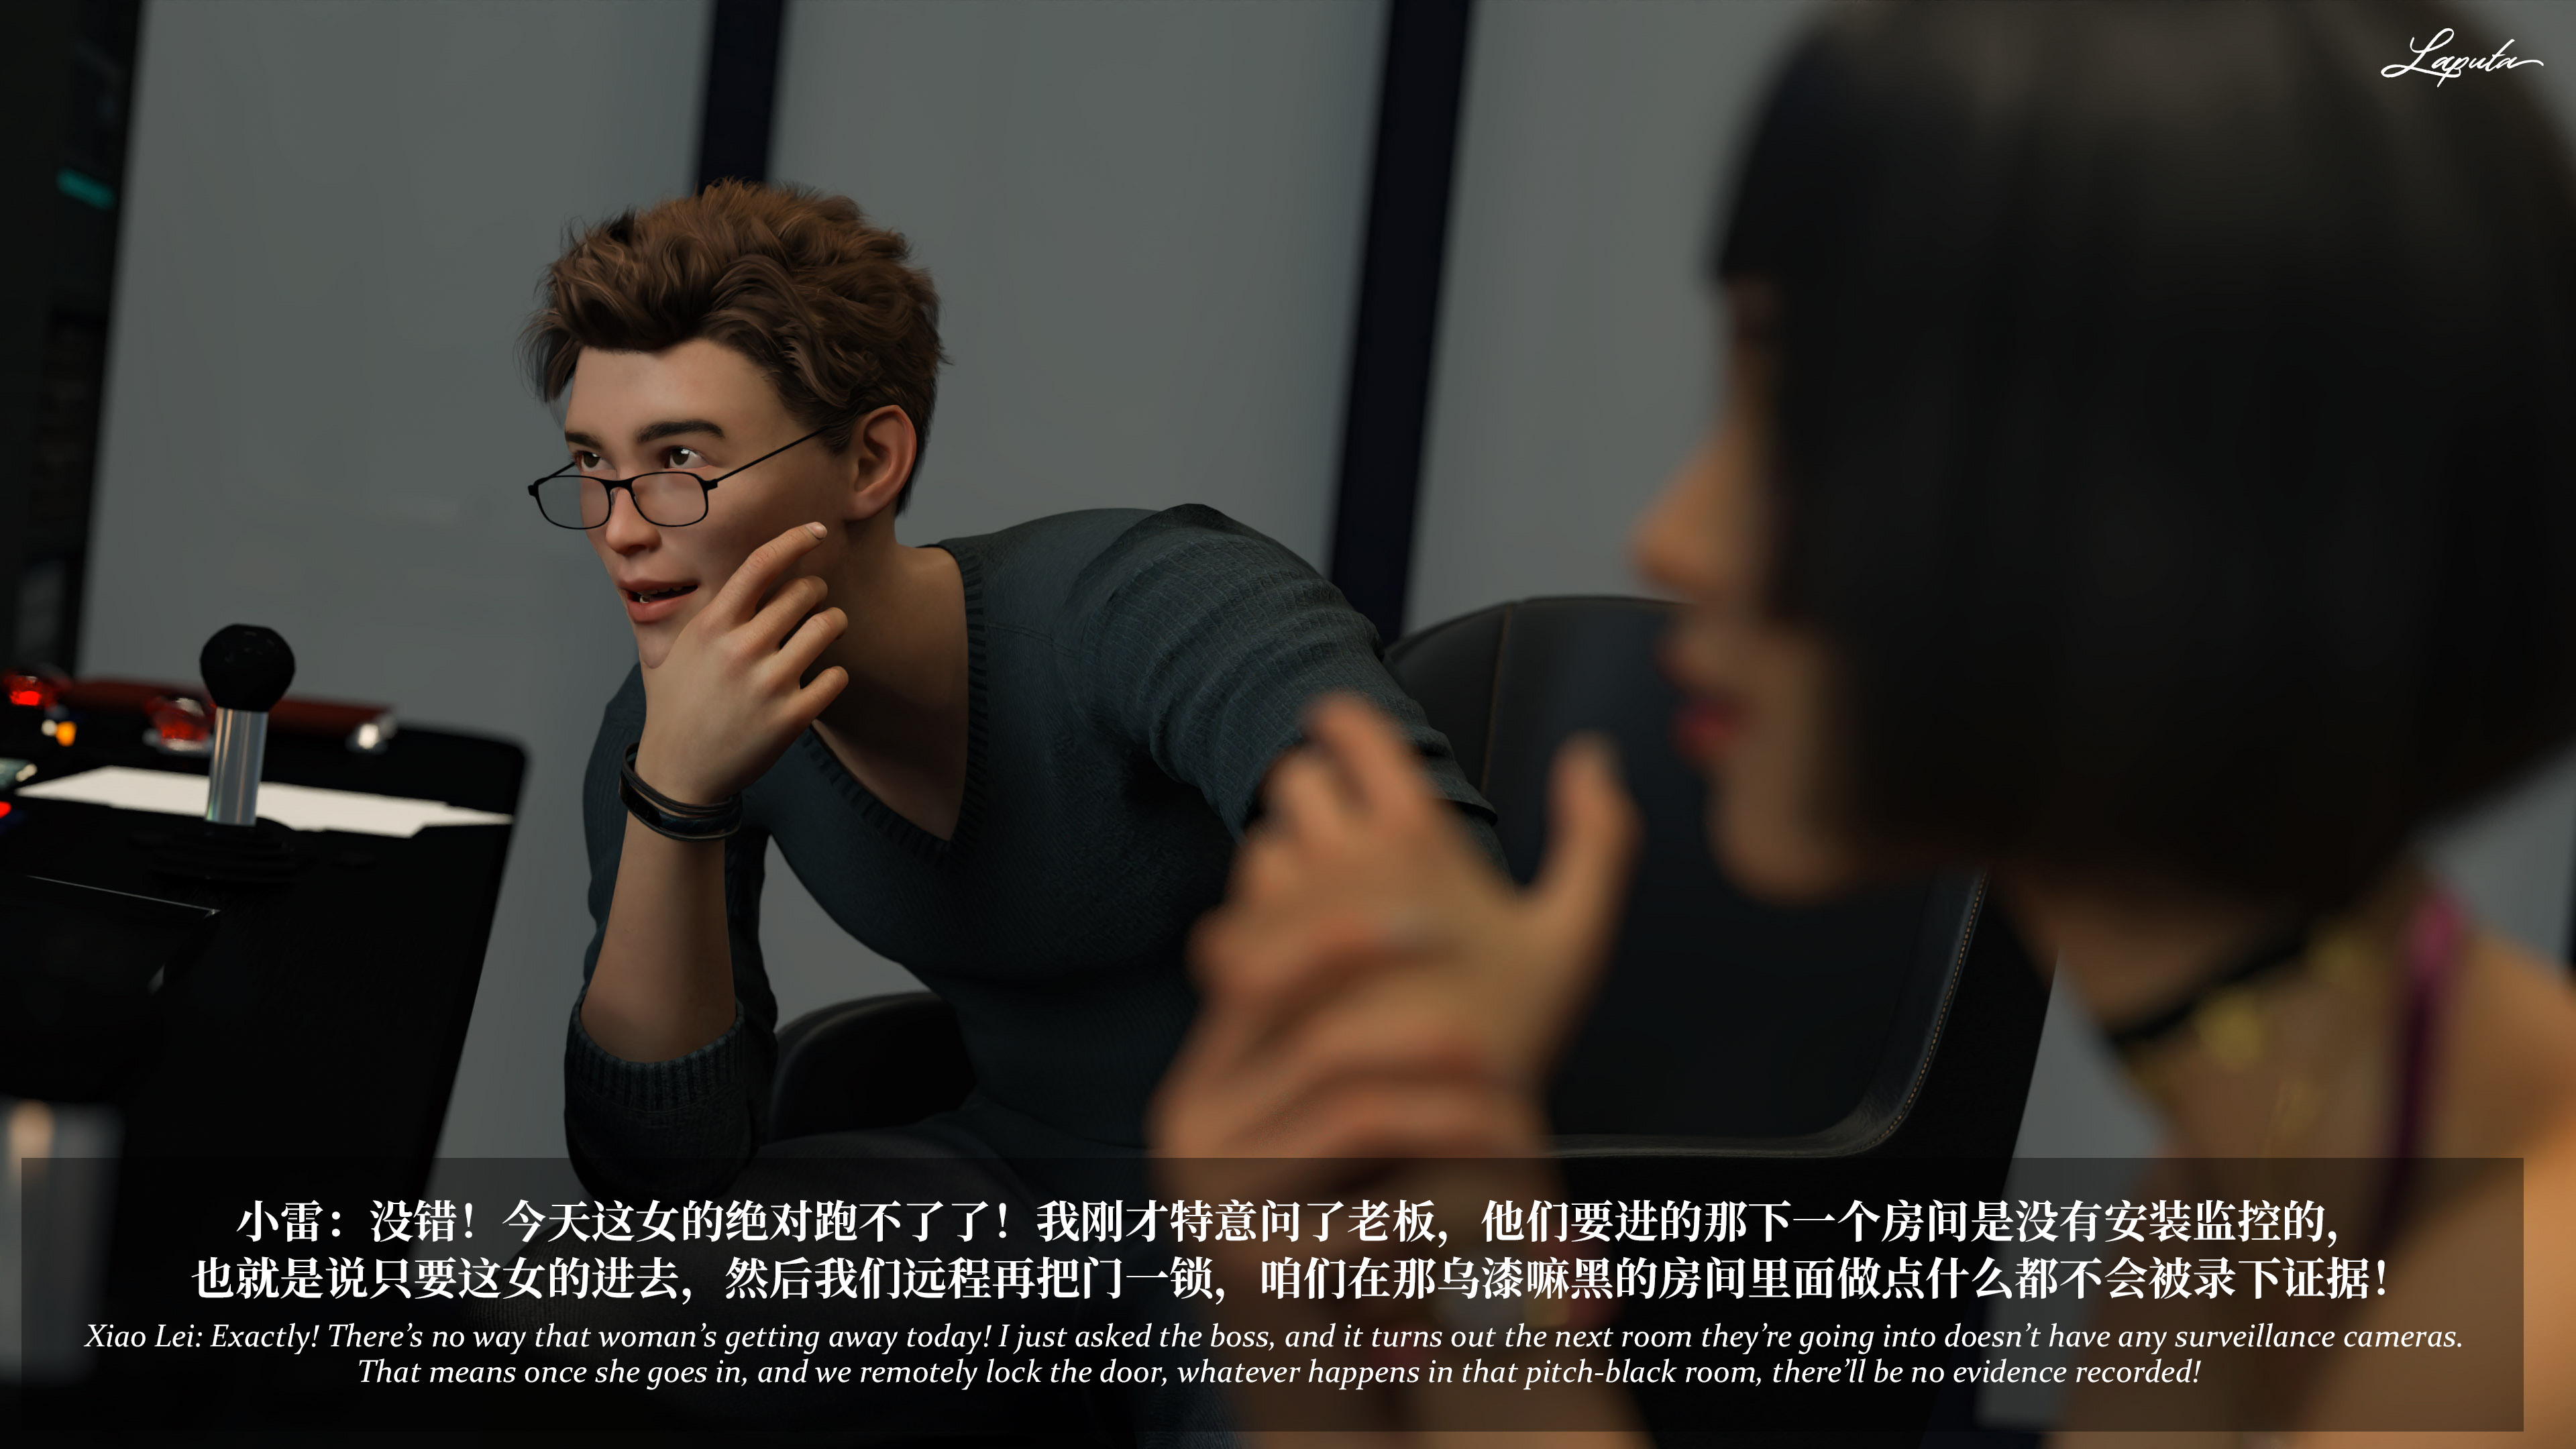 Laputa
小雷：没错！今天这女的绝对跑不了了！我刚才特意问了老板，他们要进的那下一个房间是没有安装监控的，
也就是说只要这女的进去，然后我们远程再把门一锁，咱们在那乌漆嘛黑的房间里面做点什么都不会被录下证据！
Xiao Lei: Exactly! There’s no way that woman’s getting away today! I just asked the boss, and it turns out the next room they’re going into doesn’t have any surveillance cameras.
That means once she goes in, and we remotely lock the door, whatever happens in that pitch-black room, there’ll be no evidence recorded!